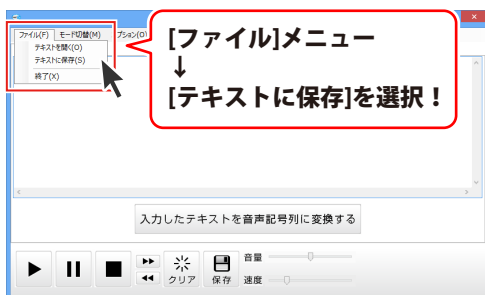 ファイル(F) モード切替(M) プション(O)
テキストを開く(O)
テキストに保存(S)
終了(X)
[ファイル]メニュー
↓
[テキストに保存]を選択！
入力したテキストを音声記号列に変換する
クリア
保存
音量
速度